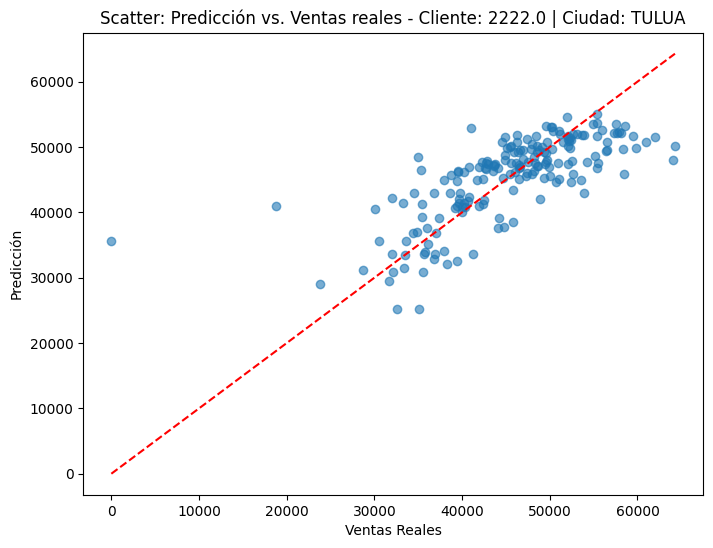 Scatter: Predicción vs. Ventas reales - Cliente: 2222.0 | Ciudad: TULUA
Predicción
60000
50000
40000
30000
20000
10000
0
0 10000 20000 30000 40000 50000 60000
Ventas Reales